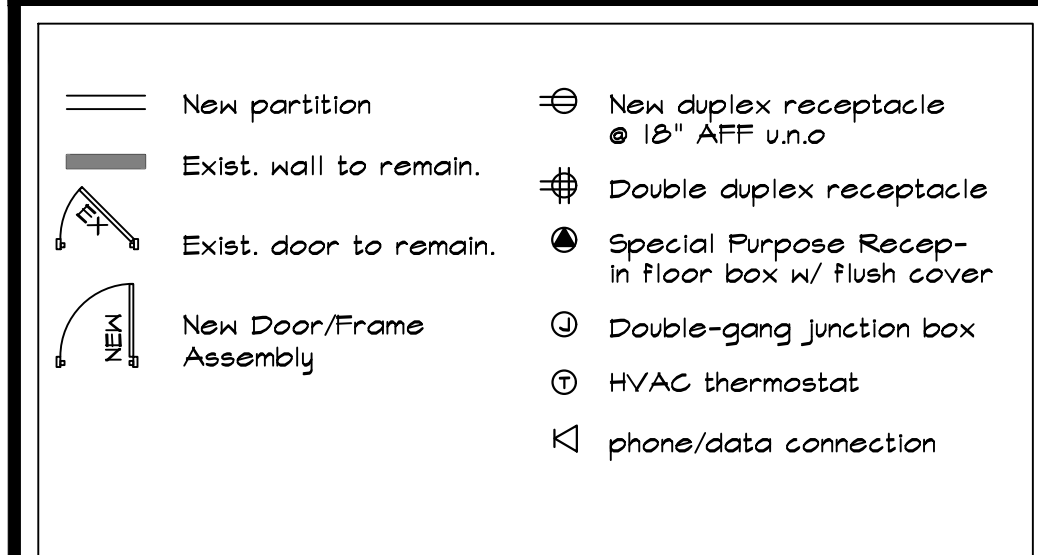 New partition
Exist. wall to remain.
EX
Exist. door to remain.
NEW
New Door/Frame
Assembly
New duplex receptacle
@ 18" AFF u.n.o
Double duplex receptacle
Special Purpose Recep-
in floor box w/ flush cover
J
Double-gang junction box
T
HVAC thermostat
phone/data connection